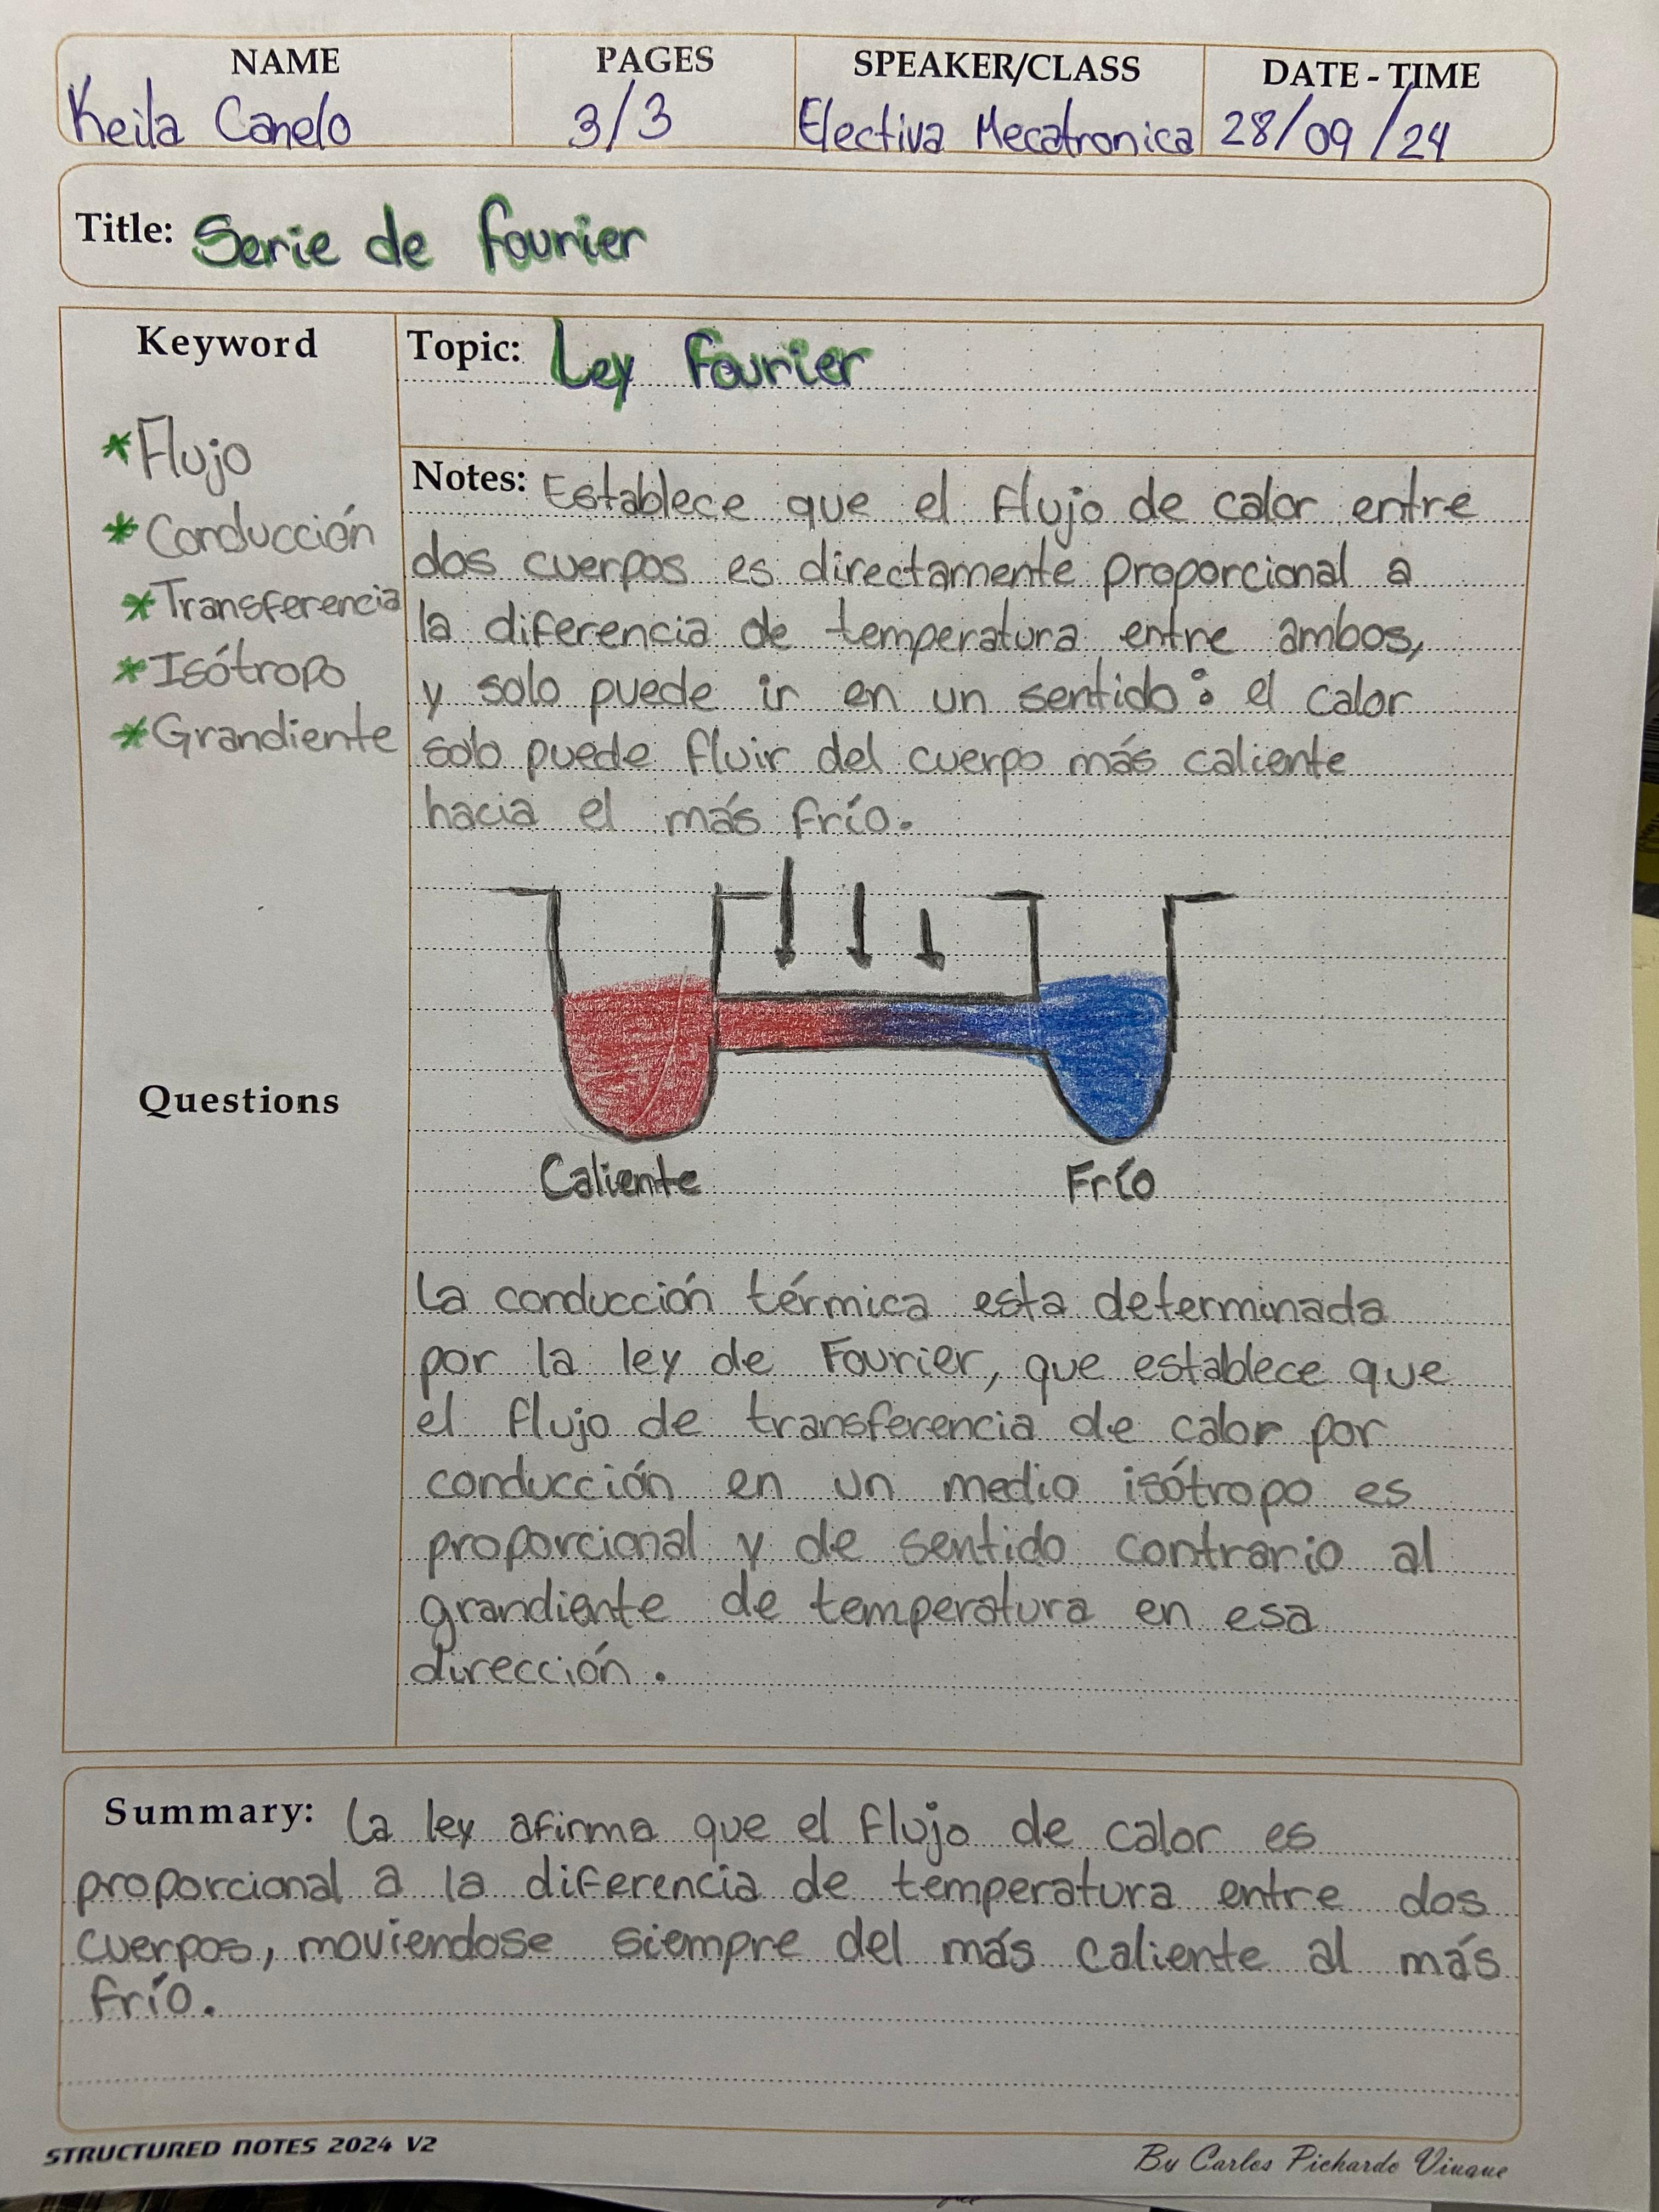 NAME PAGES SPEAKER/CLASS DATE-TIME
Keila Canelo 3/3 Electiva Mecatronica 28/09/24
Title: Serie de fourier
Keyword
* Flujo
* Conducción
* Transferencia
* Isótropo
* Grandiente
Questions
Topic: Ley Fourier
Notes: Establece que el flujo de calor entre
dos cuerpos es directamente proporcional a
la diferencia de temperatura entre ambos,
y solo puede ir en un sentido: el calor
solo puede fluir del cuerpo más caliente
hacia el más frío.
Caliente Frío
La conducción térmica esta determinada
por la ley de Fourier, que establece que
el flujo de transferencia de calor por
conducción en un medio isótropo es
proporcional y de sentido contrario al
grandiente de temperatura en esa
dirección.
Summary: La ley afirma que el flujo de calor es
proporcional a la diferencia de temperatura entre dos
cuerpos, moviendose siempre del más caliente al más
frío.
STRUCTURED NOTES 2024 V2
By Carlos Pichardo Viuque